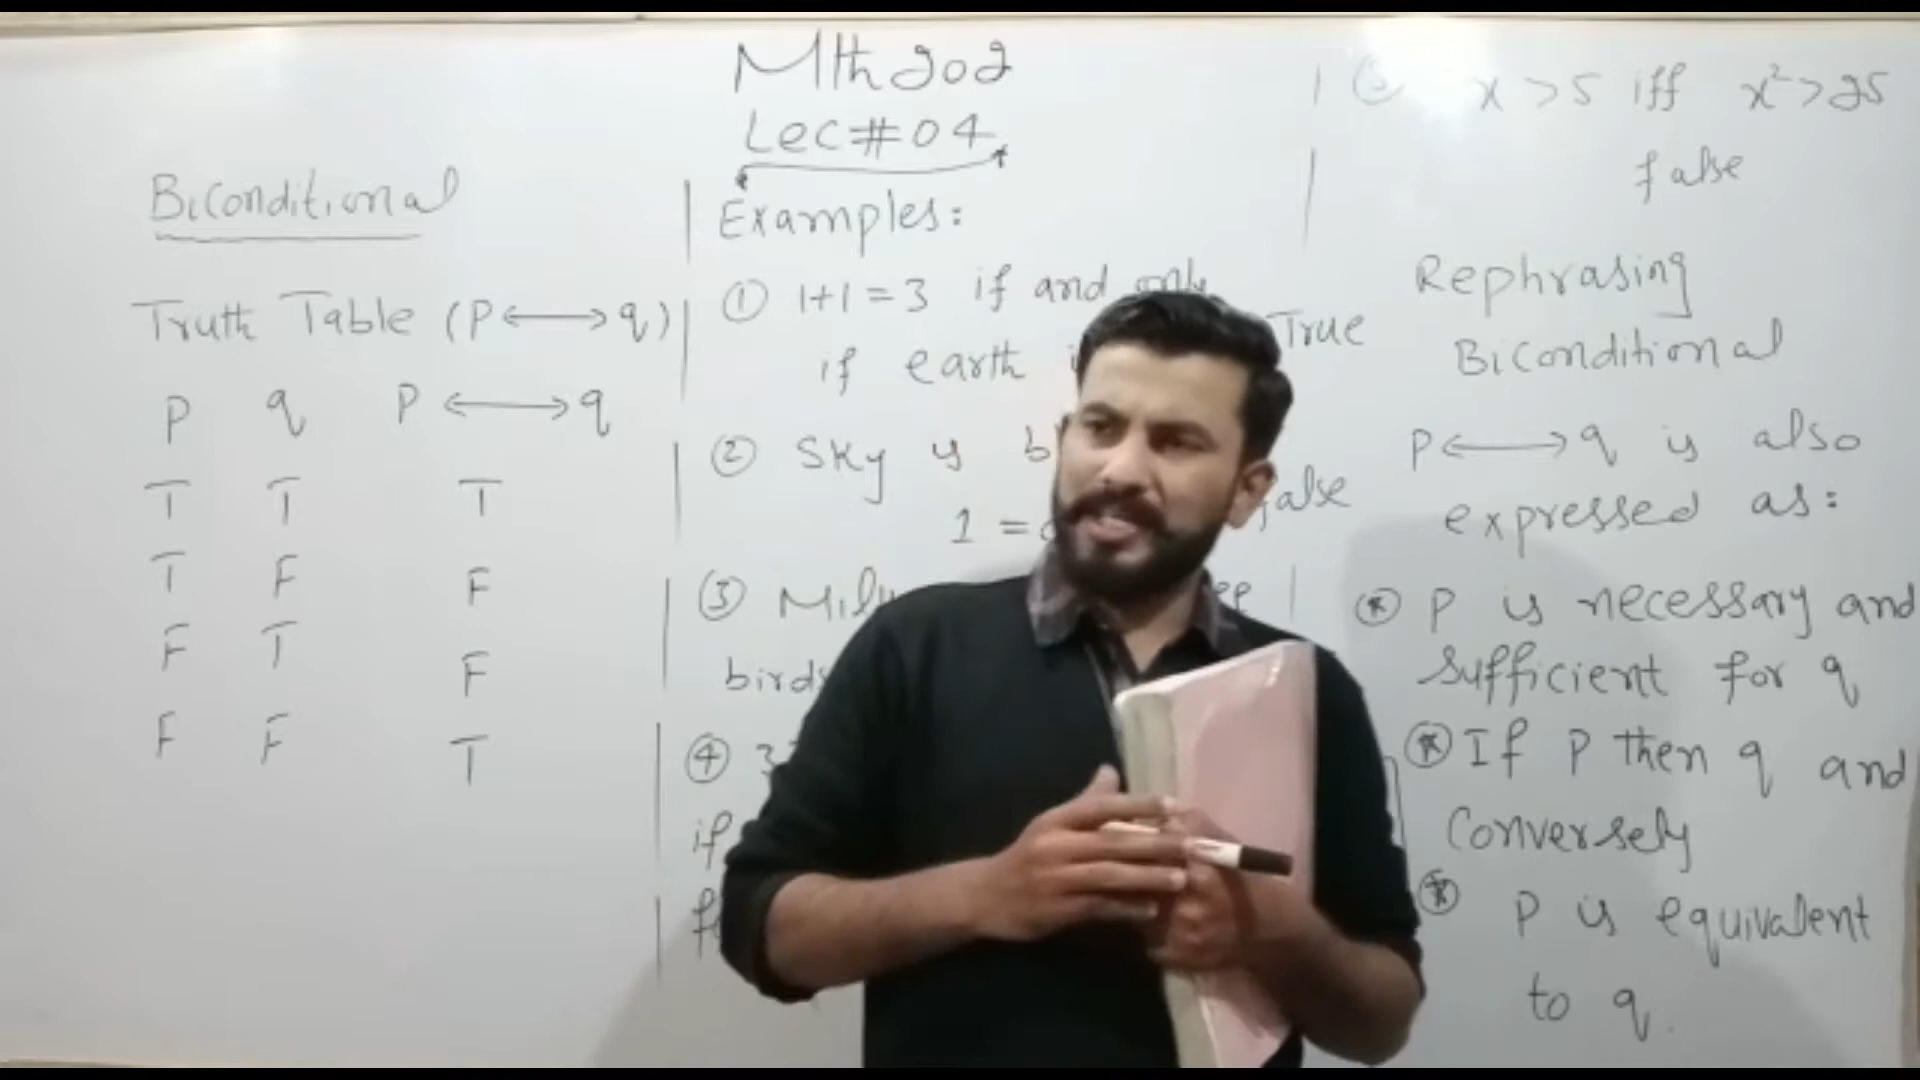 Mth202
Lec#04
Biconditional
Truth Table (P⟷q)
P q P⟷q
T T T
T F F
F T F
F F T
Examples:
① 1+1=3 if and only
if earth
True
② Sky is
1 =
③
birds
④
if
x>5 iff x²>25
false
Rephrasing
Biconditional
P⟷q is also
expressed as:
* P is necessary and
sufficient for q
* If P then q and
Conversely
* P is equivalent
to q.